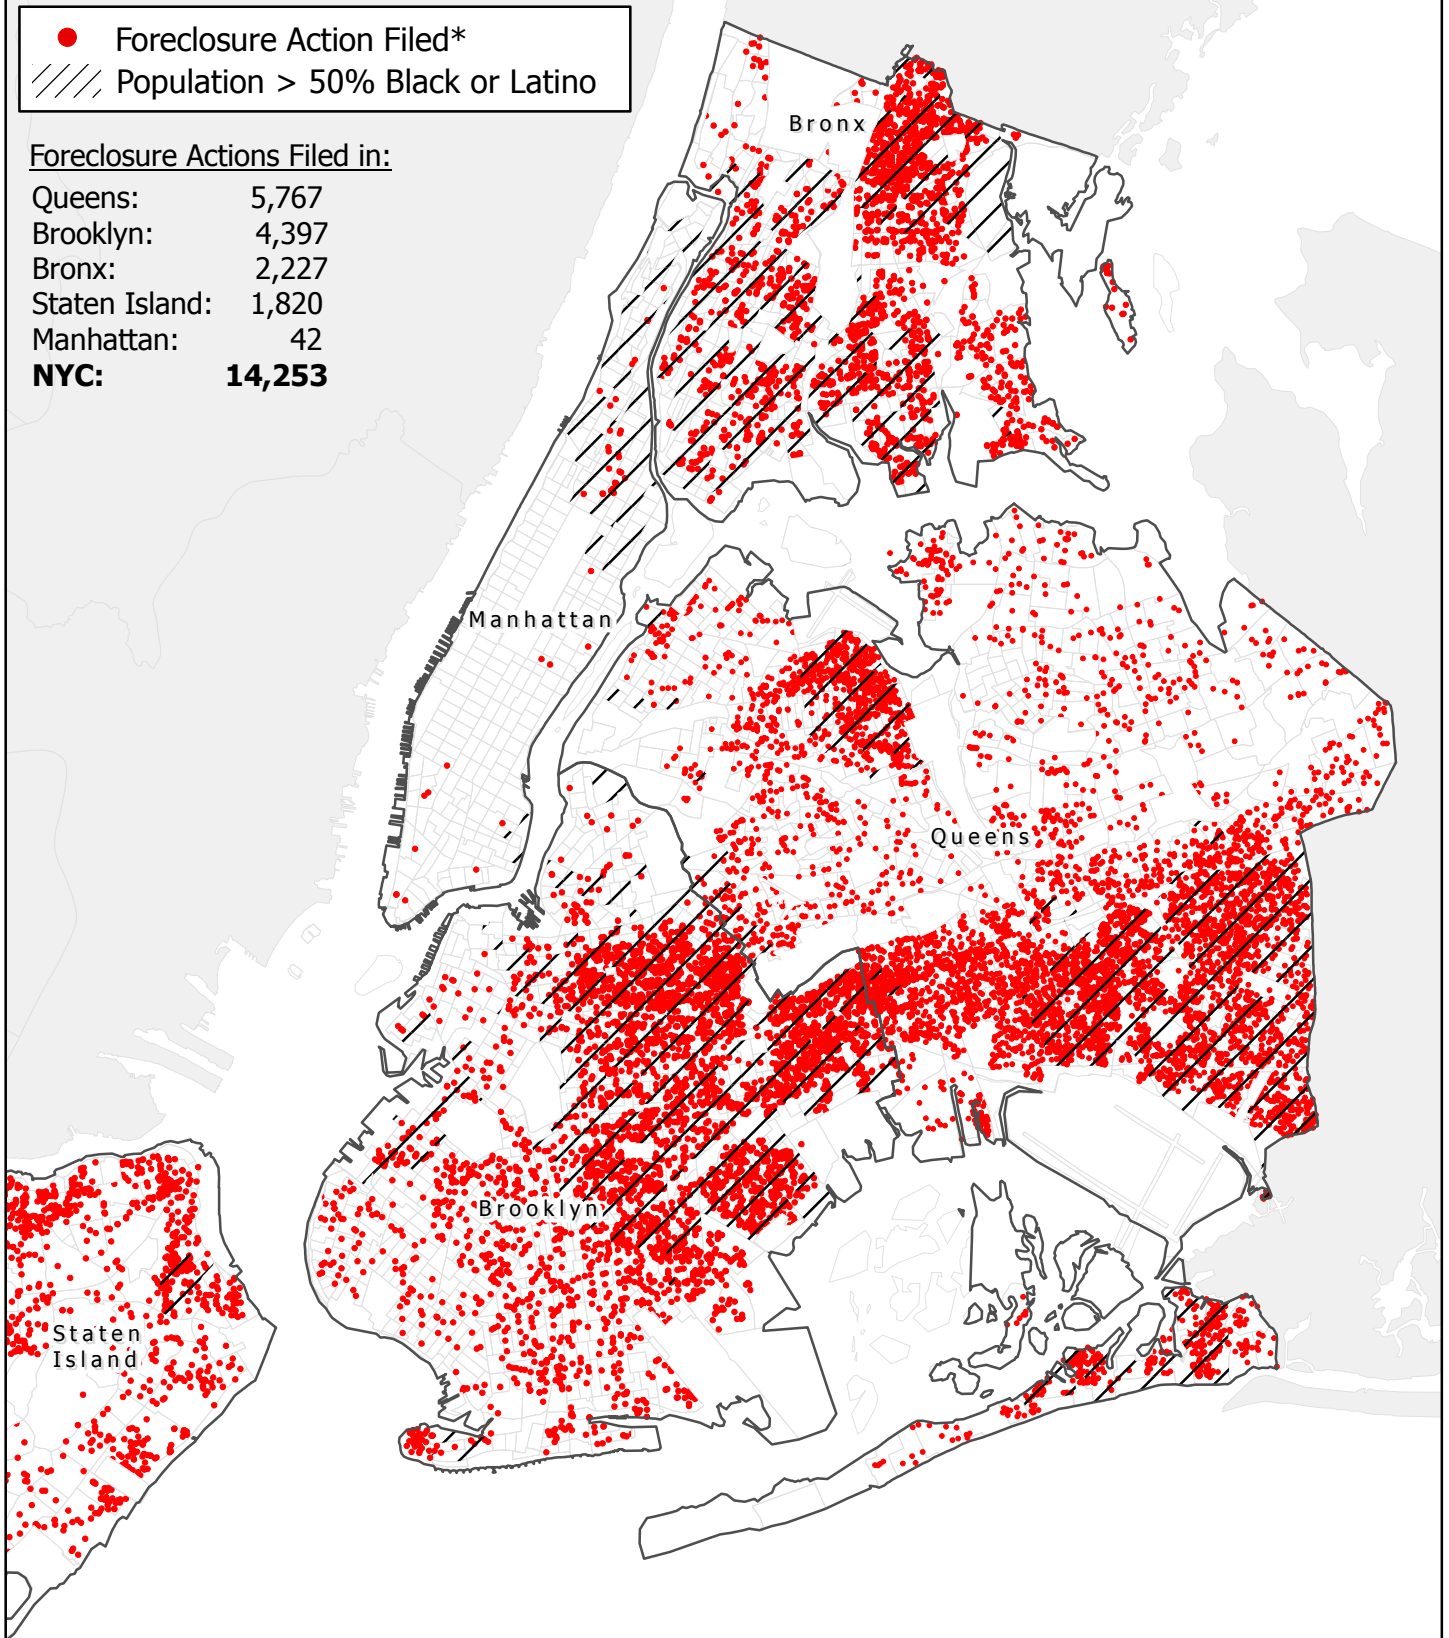 Foreclosure Action Filed*
Population > 50% Black or Latino
Foreclosure Actions Filed in:
Queens: 5,767
Brooklyn: 4,397
Bronx: 2,227
Staten Island: 1,820
Manhattan: 42
NYC: 14,253
Bronx
Manhattan
Queens
Brooklyn
Staten
Island